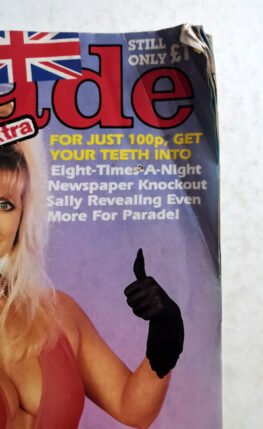 STILL
ONLY £1
ade
xtra
FOR JUST 100p, GET
YOUR TEETH INTO
Eight-Times-A-Night
Newspaper Knockout
Sally Revealing Even
More For Parade!